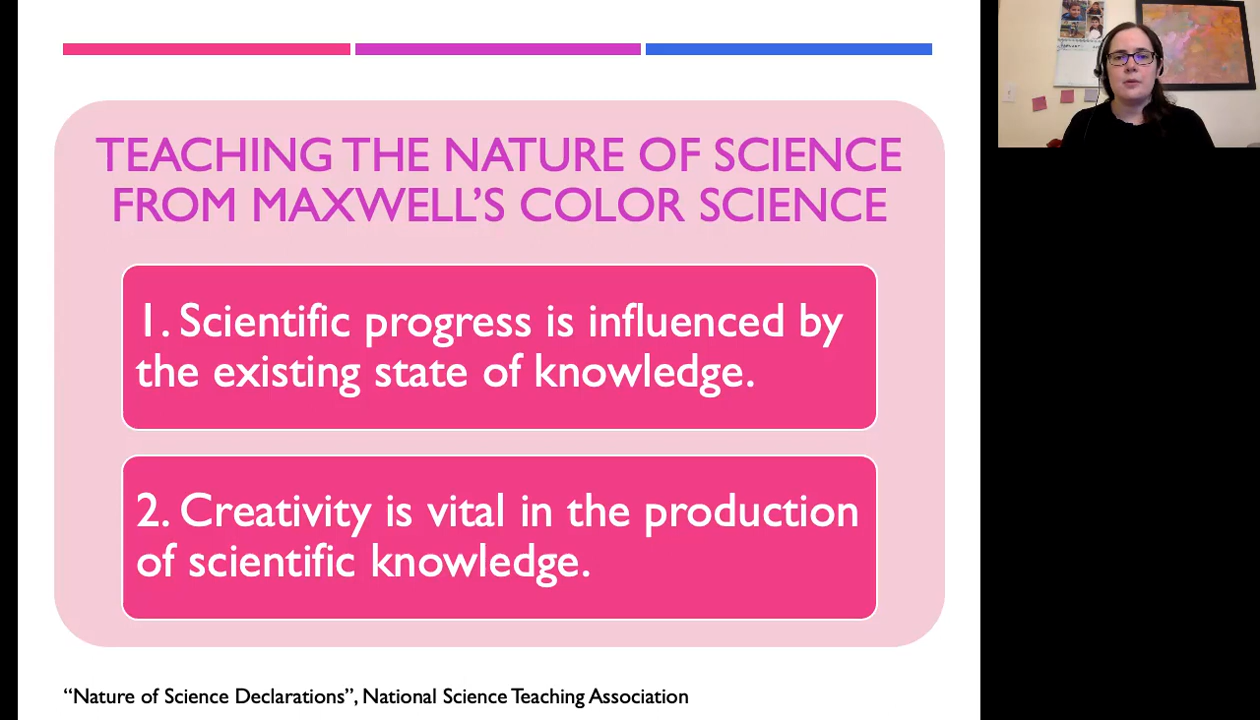 TEACHING THE NATURE OF SCIENCE
FROM MAXWELL'S COLOR SCIENCE
1. Scientific progress is influenced by
the existing state of knowledge.
2. Creativity is vital in the production
of scientific knowledge.
“Nature of Science Declarations”, National Science Teaching Association